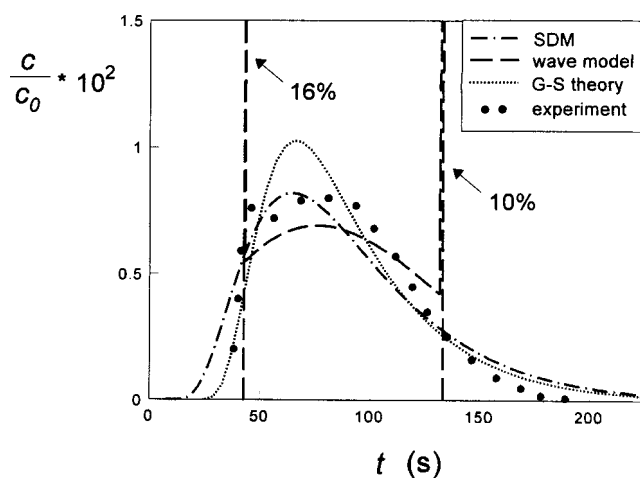 1.5
SDM
wave model
G-S theory
experiment
c/c0 * 10²
16%
10%
1
0.5
0
0 50 100 150 200
t (s)